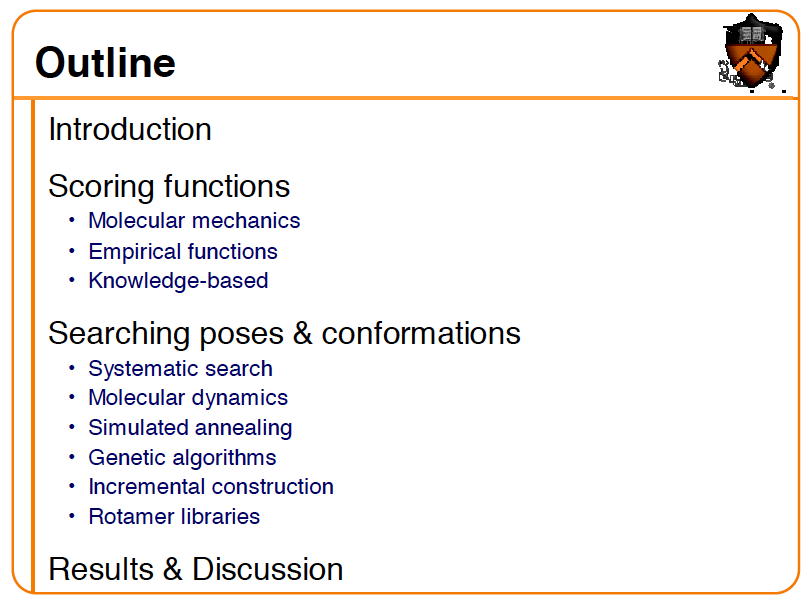 Outline
Introduction
Scoring functions
• Molecular mechanics
• Empirical functions
• Knowledge-based
Searching poses & conformations
• Systematic search
• Molecular dynamics
• Simulated annealing
• Genetic algorithms
• Incremental construction
• Rotamer libraries
Results & Discussion